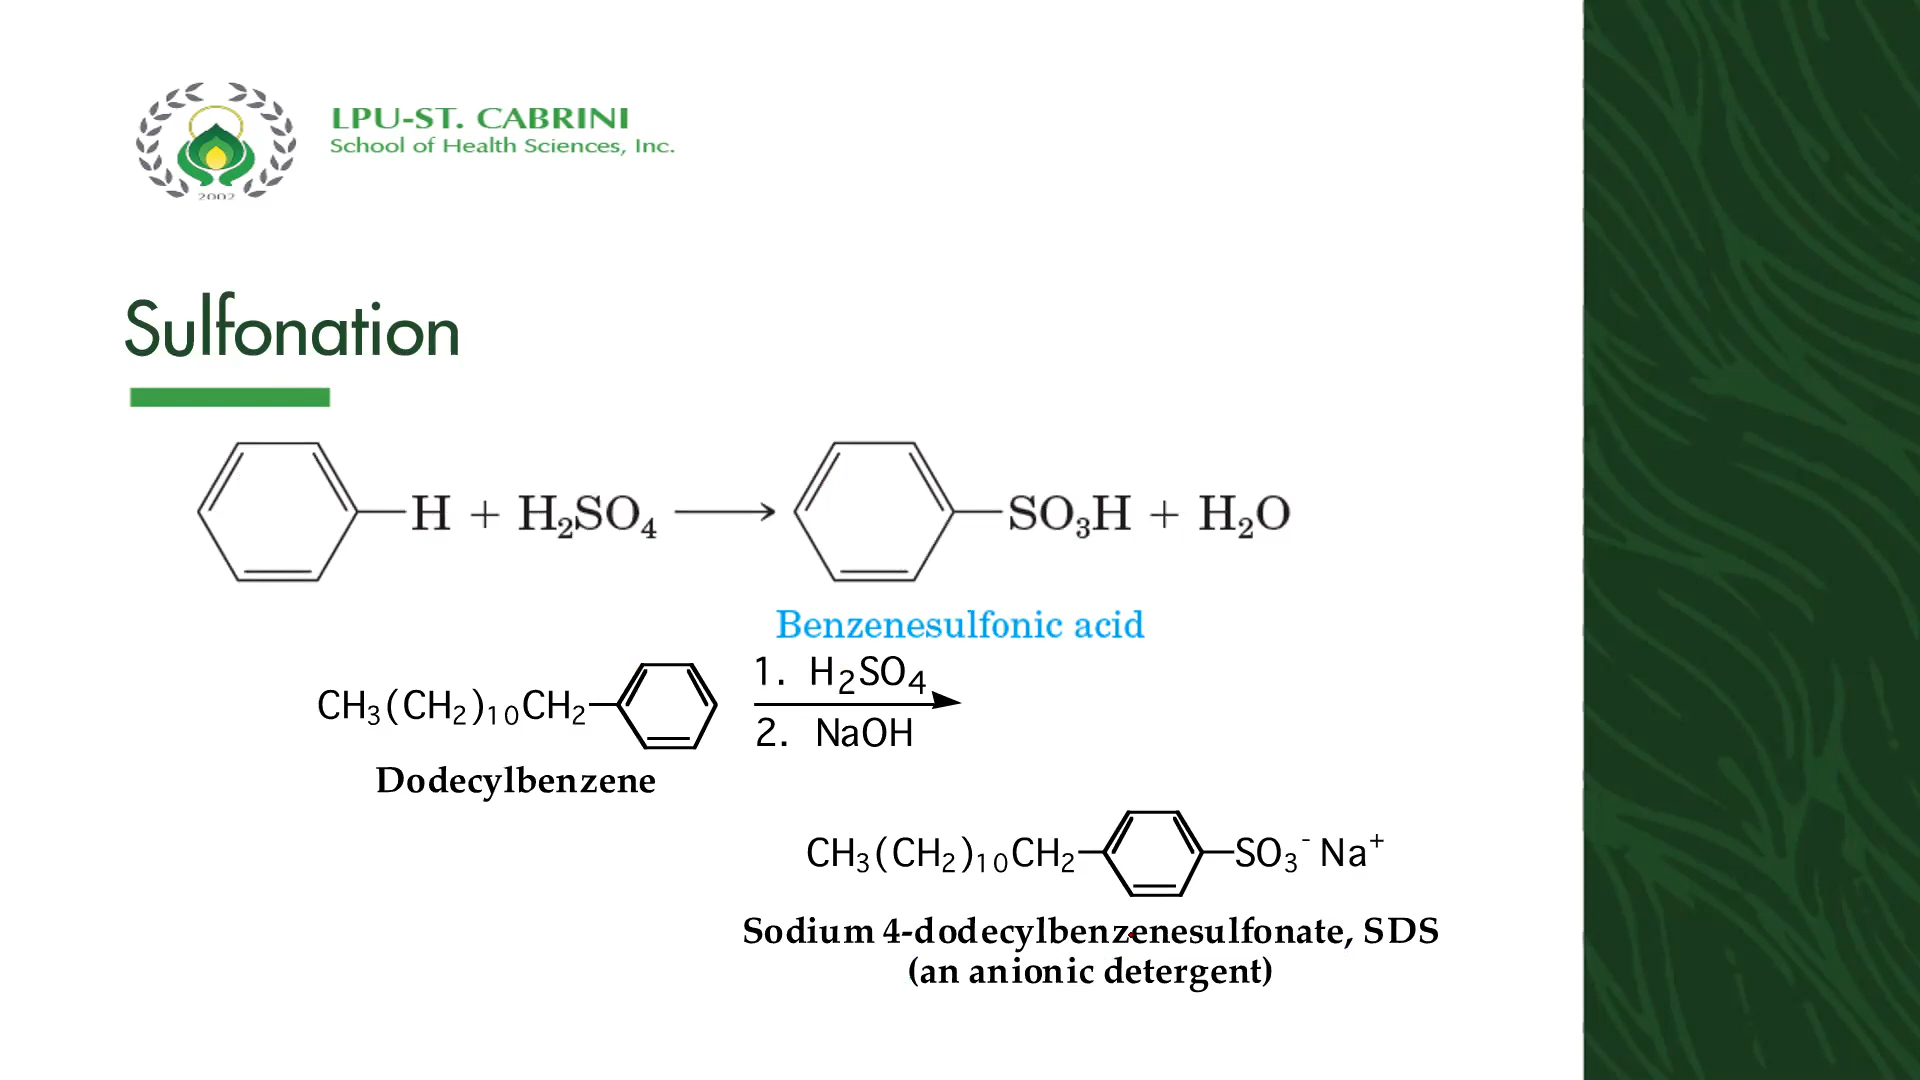 LPU-ST. CABRINI
School of Health Sciences, Inc.
2002
Sulfonation
H + H₂SO₄ ⟶ SO₃H + H₂O
Benzenesulfonic acid
1. H₂SO₄
CH₃(CH₂)₁₀CH₂
2. NaOH
Dodecylbenzene
CH₃(CH₂)₁₀CH₂ SO₃⁻ Na⁺
Sodium 4-dodecylbenzenesulfonate, SDS
(an anionic detergent)